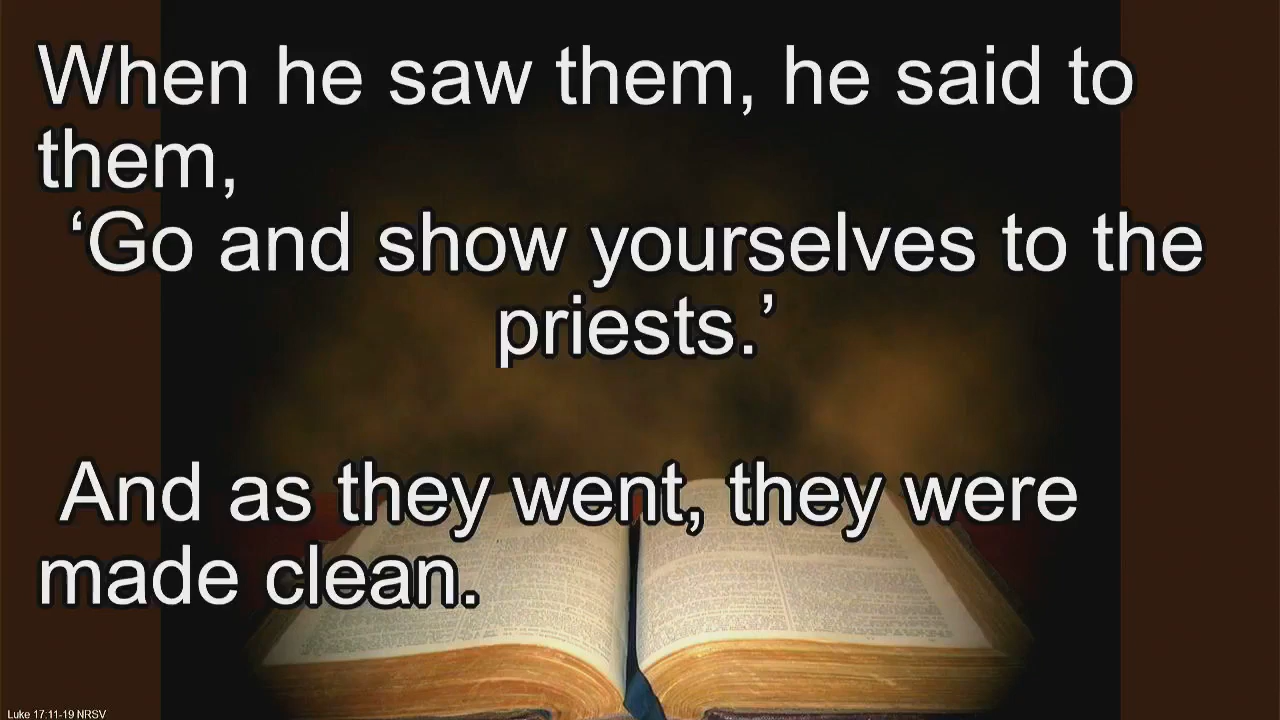 When he saw them, he said to
them,
‘Go and show yourselves to the
priests.’
And as they went, they were
made clean.
Luke 17:11-19 NRSV